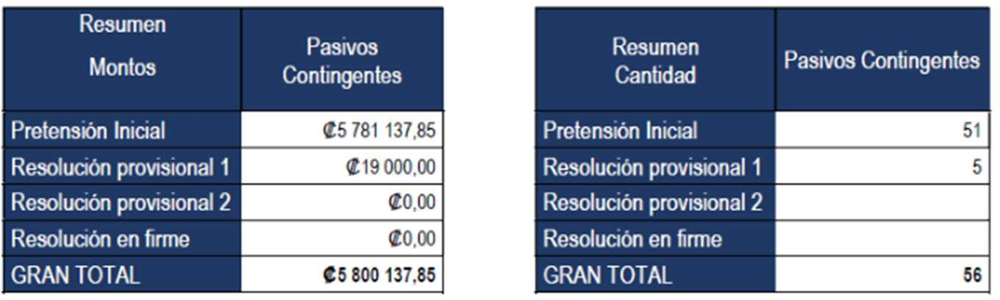 Resumen
Montos
Pasivos
Contingentes
Pretensión Inicial ₡5 781 137,85
Resolución provisional 1 ₡19 000,00
Resolución provisional 2 ₡0,00
Resolución en firme ₡0,00
GRAN TOTAL ₡5 800 137,85
Resumen
Cantidad
Pasivos Contingentes
Pretensión Inicial 51
Resolución provisional 1 5
Resolución provisional 2
Resolución en firme
GRAN TOTAL 56